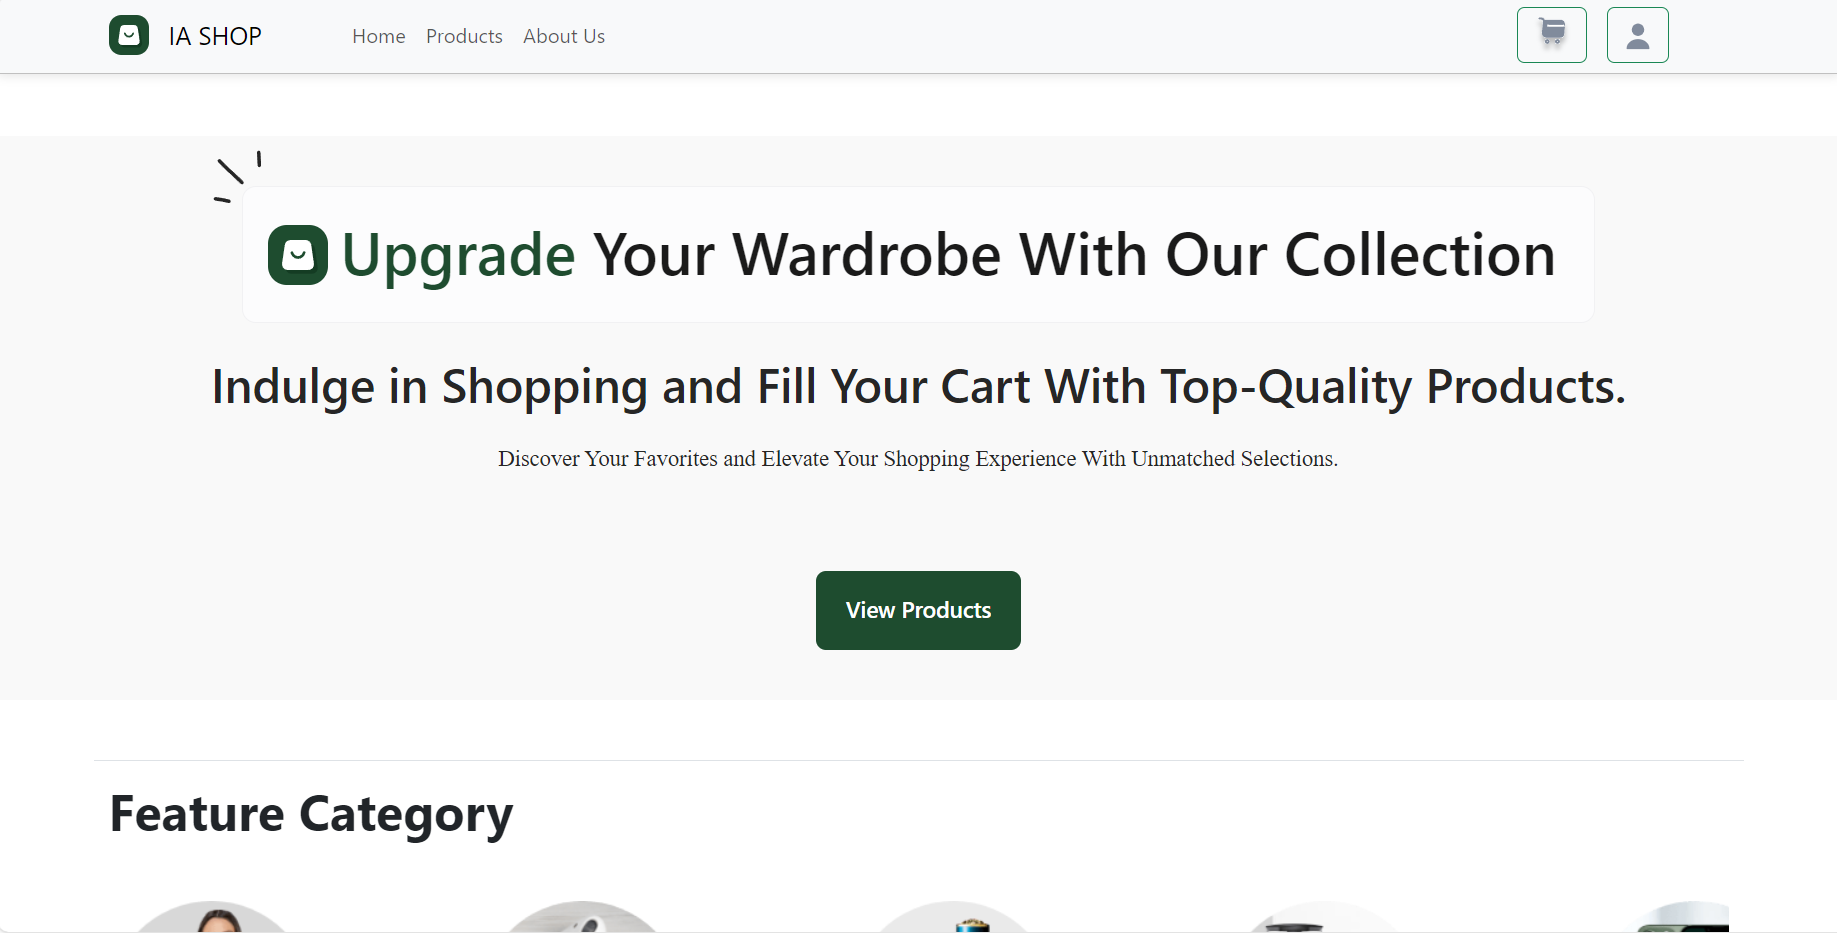 IA SHOP
Home
Products
About Us
Upgrade Your Wardrobe With Our Collection
Indulge in Shopping and Fill Your Cart With Top-Quality Products.
Discover Your Favorites and Elevate Your Shopping Experience With Unmatched Selections.
View Products
Feature Category